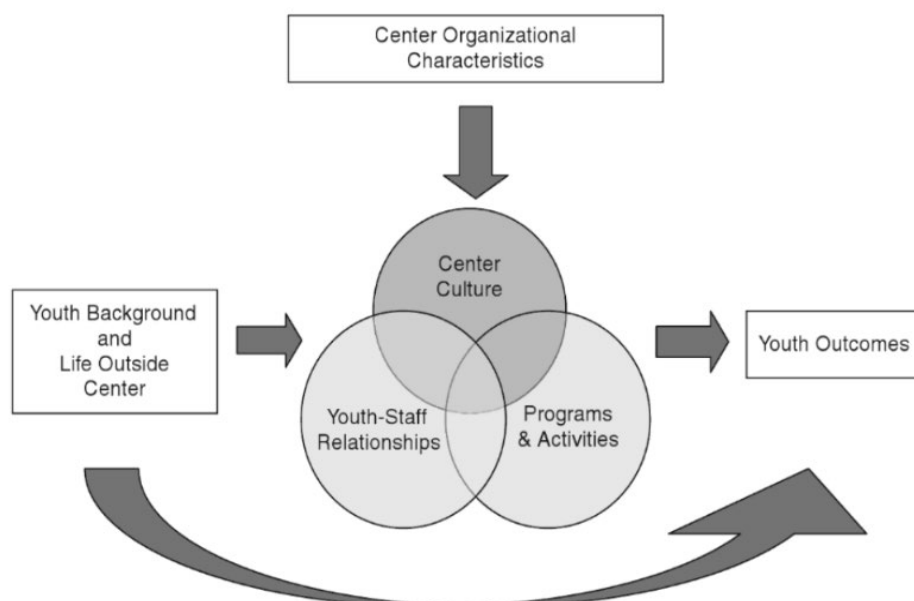 Center Organizational
Characteristics
Center
Culture
Youth Background
and
Life Outside
Center
Youth Outcomes
Youth-Staff
Relationships
Programs
& Activities